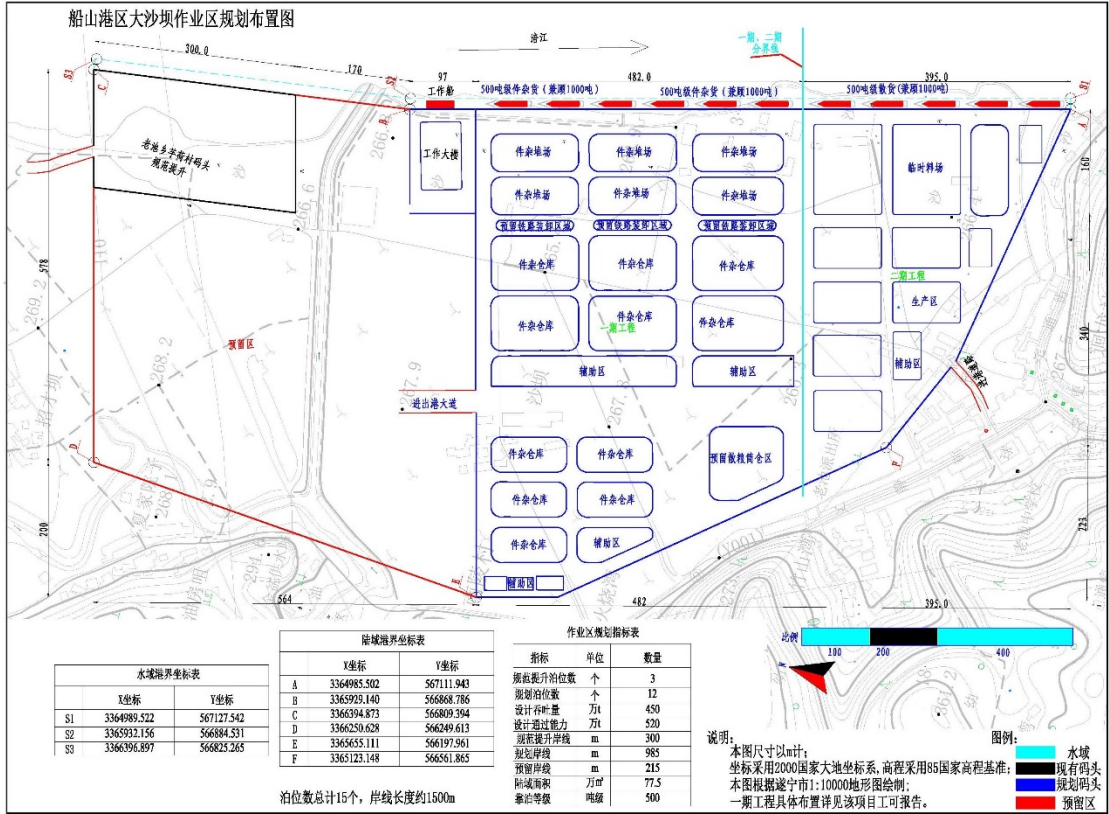 船山港区大沙坝作业区规划布置图
300.0
170
涪江
97
482.0
395.0
一期、二期
分界线
S3
C
S2
B
S1
A
工作船
500吨级件杂货(兼顾1000吨)
500吨级件杂货(兼顾1000吨)
500吨级散货(兼顾1000吨)
工作大楼
件杂堆场
件杂堆场
件杂堆场
临时料场
件杂堆场
件杂堆场
件杂堆场
预留铁路装卸区域
预留铁路装卸区域
预留铁路装卸区域
件杂仓库
件杂仓库
件杂仓库
二期工程
生产区
件杂仓库
件杂仓库
件杂仓库
一期工程
辅助区
辅助区
辅助区
预留区
进出港大道
件杂仓库
件杂仓库
预留散粮筒仓区
件杂仓库
件杂仓库
件杂仓库
辅助区
辅助区
D
E
F
578
200
160
340
223
564
482
395.0
266.6
269.2
268.2
267.9
267.3
沙坝
比例
100
200
400
水域港界坐标表
X坐标 Y坐标
S1 3364989.522 567127.542
S2 3365932.156 566884.531
S3 3366396.897 566825.265
陆域港界坐标表
X坐标 Y坐标
A 3364985.502 567111.943
B 3365929.140 566868.786
C 3366394.873 566809.394
D 3366250.628 566249.613
E 3365655.111 566197.961
F 3365123.148 566561.865
泊位数总计15个，岸线长度约1500m
作业区规划指标表
指标 单位 数量
规范提升泊位数 个 3
规划泊位数 个 12
设计吞吐量 万t 450
设计通过能力 万t 520
规范提升岸线 m 300
规划岸线 m 985
预留岸线 m 215
陆域面积 万㎡ 77.5
靠泊等级 吨级 500
说明：
本图尺寸以m计;
坐标采用2000国家大地坐标系,高程采用85国家高程基准;
本图根据遂宁市1:10000地形图绘制;
一期工程具体布置详见该项目工可报告。
图例:
水域
现有码头
规划码头
预留区